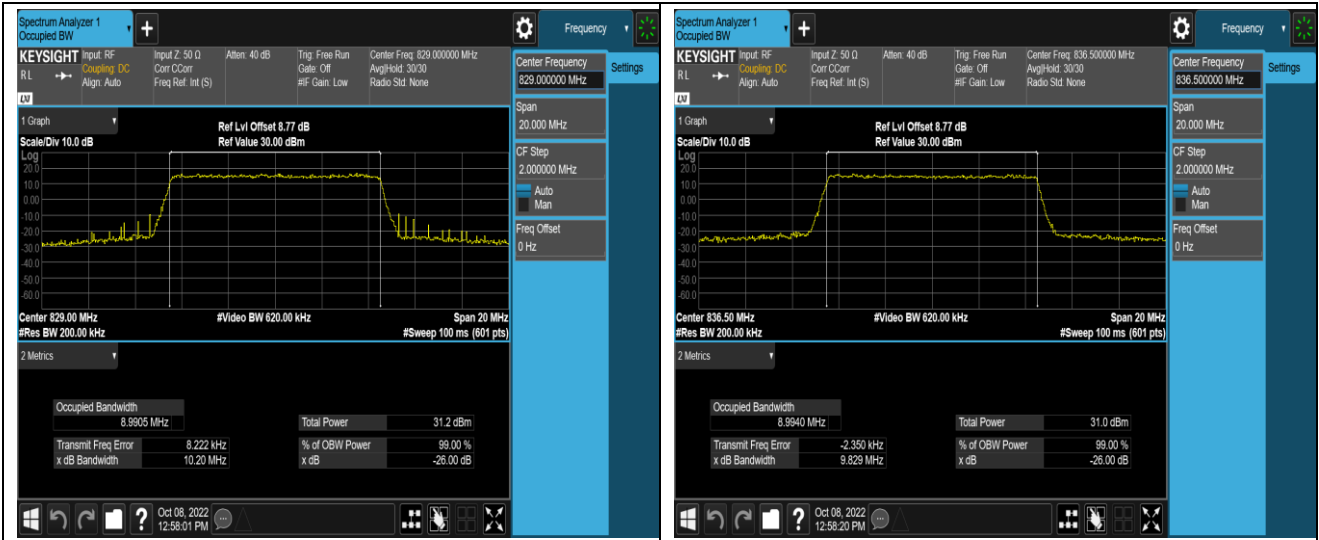 Spectrum Analyzer 1
Occupied BW
+
Frequency
KEYSIGHT
RL
LXI
Input: RF
Coupling: DC
Align: Auto
Input Z: 50 Ω
Corr CCorr
Freq Ref: Int (S)
Atten: 40 dB
Trig: Free Run
Gate: Off
#IF Gain: Low
Center Freq: 829.000000 MHz
Avg|Hold: 30/30
Radio Std: None
Center Frequency
829.000000 MHz
Settings
Span
20.000 MHz
CF Step
2.000000 MHz
Auto
Man
Freq Offset
0 Hz
1 Graph
Scale/Div 10.0 dB
Ref Lvl Offset 8.77 dB
Ref Value 30.00 dBm
Log
20.0
10.0
0.00
-10.0
-20.0
-30.0
-40.0
-50.0
-60.0
Center 829.00 MHz
#Video BW 620.00 kHz
Span 20 MHz
#Res BW 200.00 kHz
#Sweep 100 ms (601 pts)
2 Metrics
Occupied Bandwidth
8.9905 MHz
Total Power 31.2 dBm
Transmit Freq Error 8.222 kHz
% of OBW Power 99.00 %
x dB Bandwidth 10.20 MHz
x dB -26.00 dB
?
Oct 08, 2022
12:58:01 PM
Spectrum Analyzer 1
Occupied BW
+
Frequency
KEYSIGHT
RL
LXI
Input: RF
Coupling: DC
Align: Auto
Input Z: 50 Ω
Corr CCorr
Freq Ref: Int (S)
Atten: 40 dB
Trig: Free Run
Gate: Off
#IF Gain: Low
Center Freq: 836.500000 MHz
Avg|Hold: 30/30
Radio Std: None
Center Frequency
836.500000 MHz
Settings
Span
20.000 MHz
CF Step
2.000000 MHz
Auto
Man
Freq Offset
0 Hz
1 Graph
Scale/Div 10.0 dB
Ref Lvl Offset 8.77 dB
Ref Value 30.00 dBm
Log
20.0
10.0
0.00
-10.0
-20.0
-30.0
-40.0
-50.0
-60.0
Center 836.50 MHz
#Video BW 620.00 kHz
Span 20 MHz
#Res BW 200.00 kHz
#Sweep 100 ms (601 pts)
2 Metrics
Occupied Bandwidth
8.9940 MHz
Total Power 31.0 dBm
Transmit Freq Error -2.350 kHz
% of OBW Power 99.00 %
x dB Bandwidth 9.829 MHz
x dB -26.00 dB
?
Oct 08, 2022
12:58:20 PM